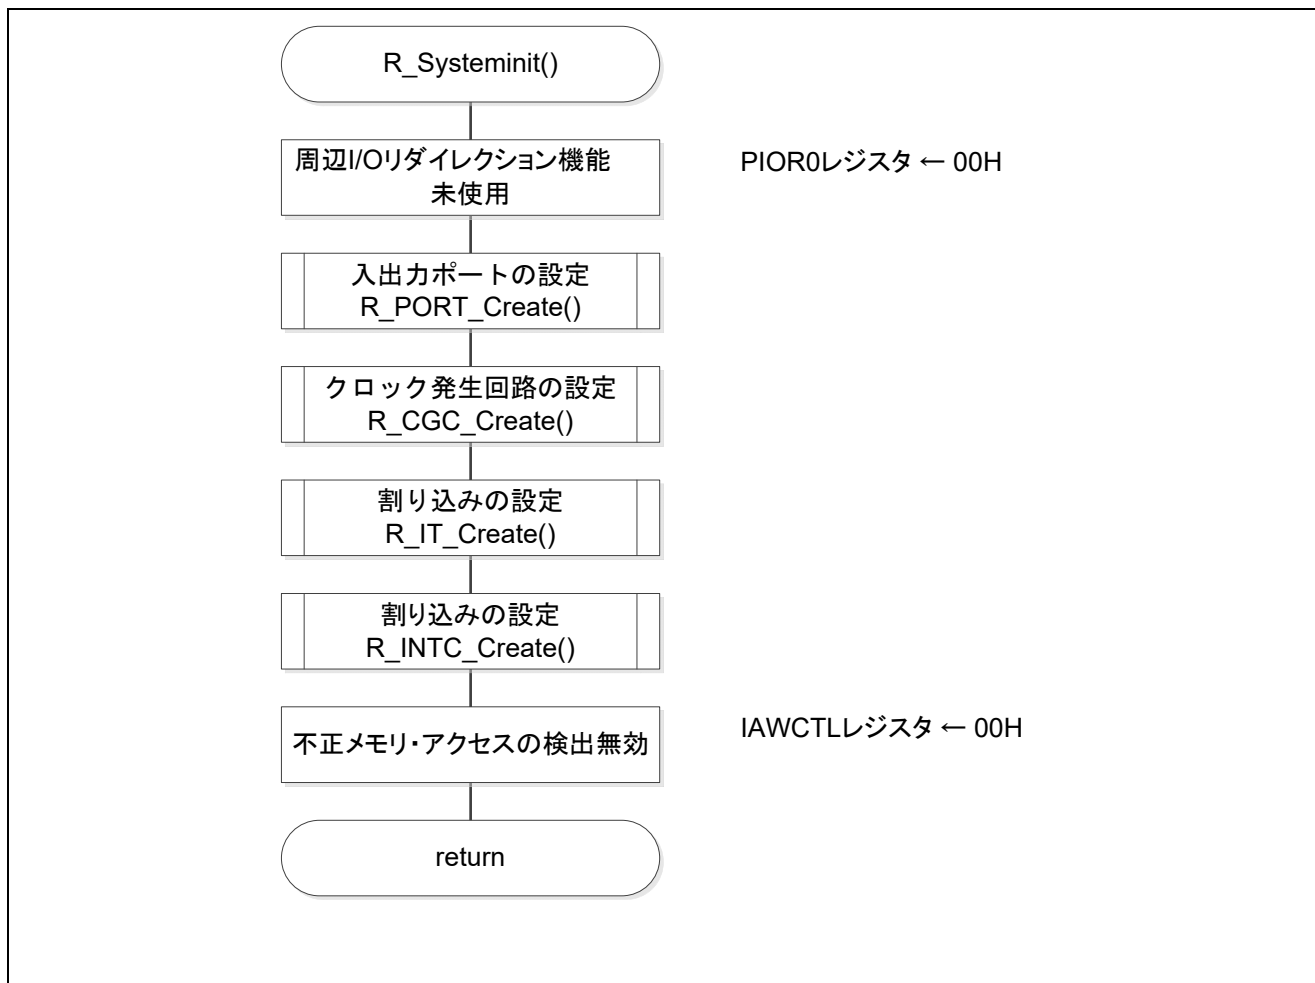 R_Systeminit()
周辺I/Oリダイレクション機能
未使用
PIOR0レジスタ ← 00H
入出力ポートの設定
R_PORT_Create()
クロック発生回路の設定
R_CGC_Create()
割り込みの設定
R_IT_Create()
割り込みの設定
R_INTC_Create()
不正メモリ・アクセスの検出無効
IAWCTLレジスタ ← 00H
return